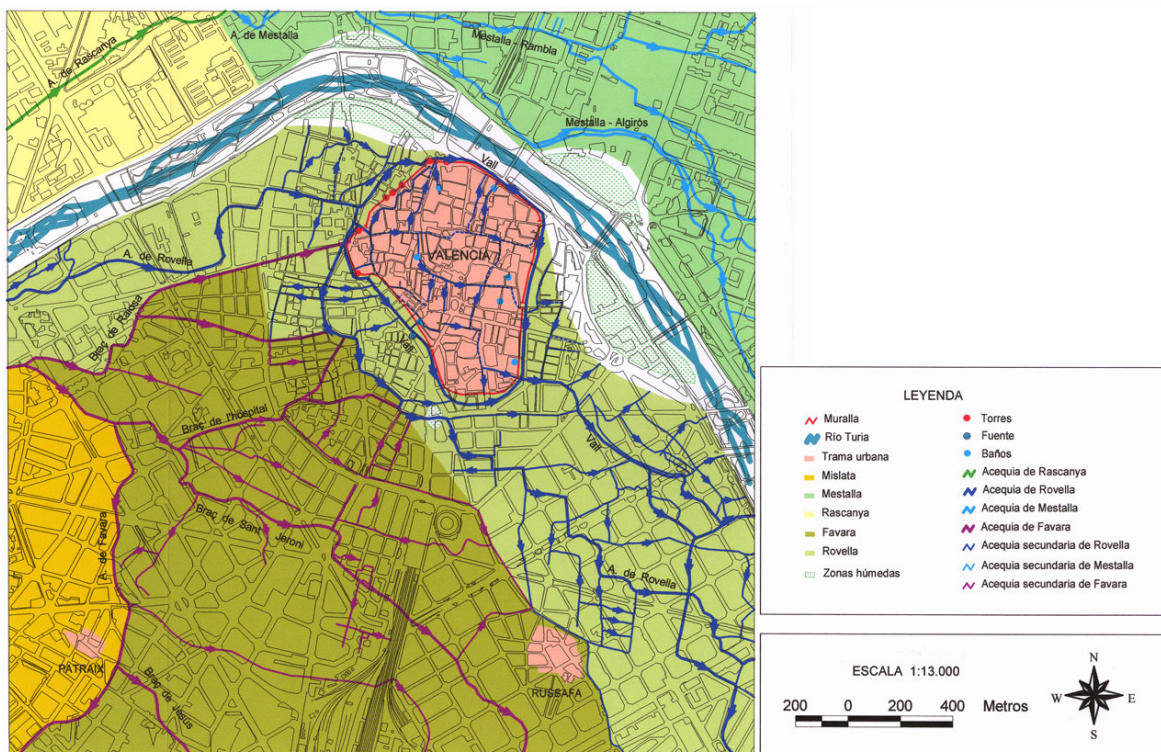 A. de Rascanya
A. de Mestalla
Mestalla - Rambla
Mestalla - Algirós
Vall
A. de Rovella
VALENCIA
Braç de Raiosa
Vall
Braç de l'hospital
Vall
A. de Favara
Braç de Sant Jeroni
A. de Rovella
PATRAIX
Braç de Jesús
RUSSAFA
LEYENDA
Muralla
Río Turia
Trama urbana
Mislata
Mestalla
Rascanya
Favara
Rovella
Zonas húmedas
Torres
Fuente
Baños
Acequia de Rascanya
Acequia de Rovella
Acequia de Mestalla
Acequia de Favara
Acequia secundaria de Rovella
Acequia secundaria de Mestalla
Acequia secundaria de Favara
ESCALA 1:13.000
200 0 200 400 Metros
N
W E
S